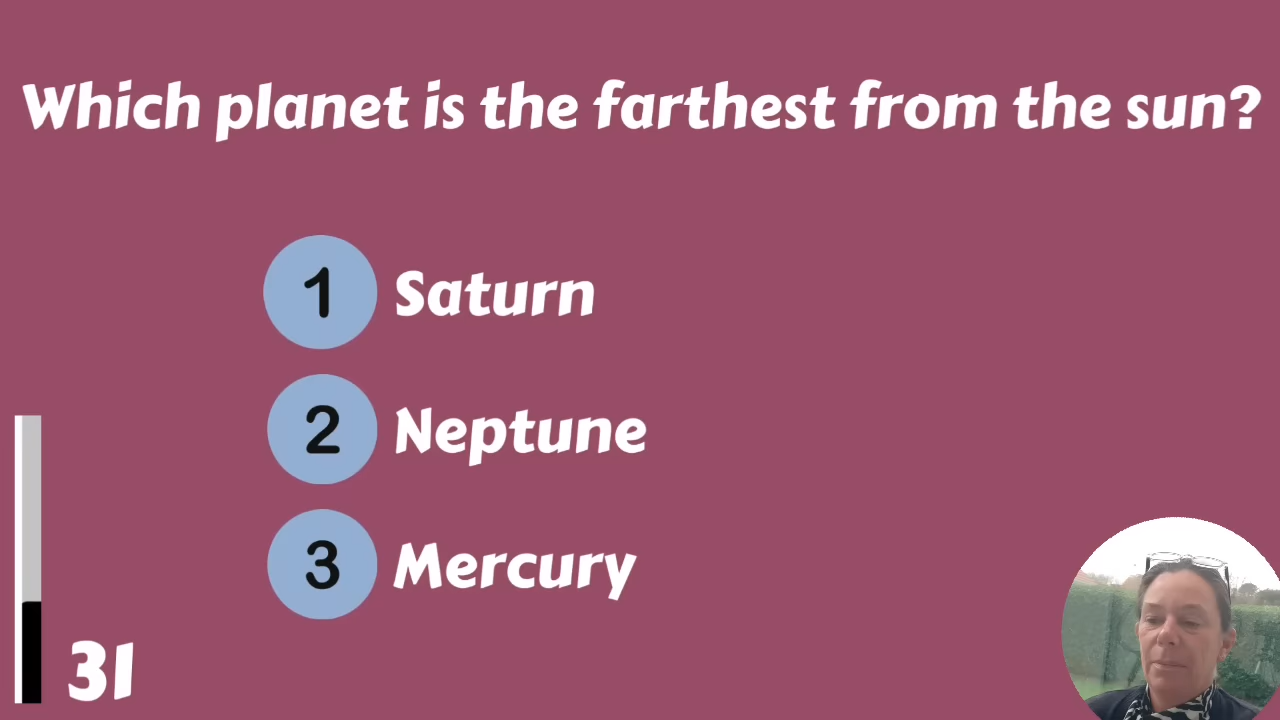 Which planet is the farthest from the sun?
1 Saturn
2 Neptune
3 Mercury
31